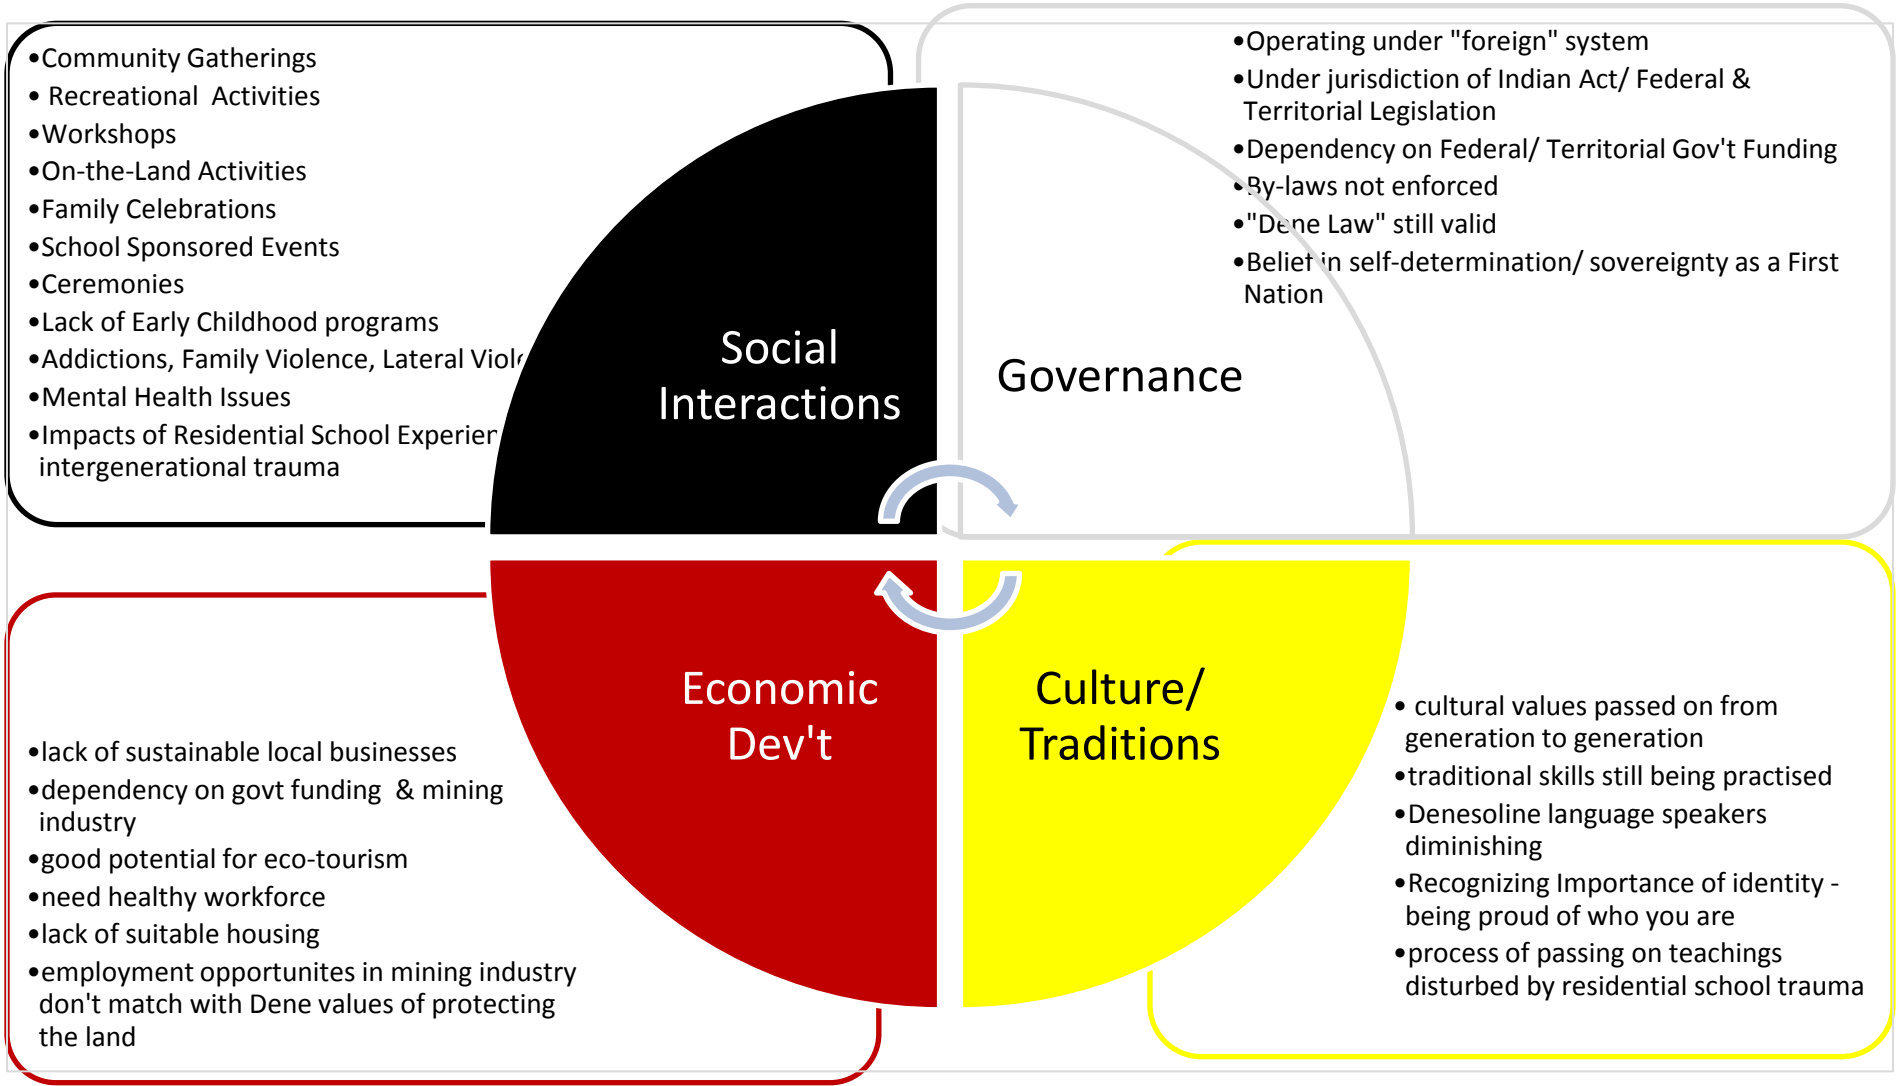 •Community Gatherings
• Recreational Activities
•Workshops
•On-the-Land Activities
•Family Celebrations
•School Sponsored Events
•Ceremonies
•Lack of Early Childhood programs
•Addictions, Family Violence, Lateral
•Mental Health Issues
•Impacts of Residential School
intergenerational trauma
Social
Interactions
•Operating under "foreign" system
•Under jurisdiction of Indian Act/ Federal &
Territorial Legislation
•Dependency on Federal/ Territorial Gov't Funding
•By-laws not enforced
•"Dene Law" still valid
•Belief in self-determination/ sovereignty as a First
Nation
Governance
•lack of sustainable local businesses
•dependency on govt funding & mining
industry
•good potential for eco-tourism
•need healthy workforce
•lack of suitable housing
•employment opportunites in mining industry
don't match with Dene values of protecting
the land
Economic
Dev't
Culture/
Traditions
• cultural values passed on from
generation to generation
•traditional skills still being practised
•Denesoline language speakers
diminishing
•Recognizing Importance of identity -
being proud of who you are
•process of passing on teachings
disturbed by residential school trauma